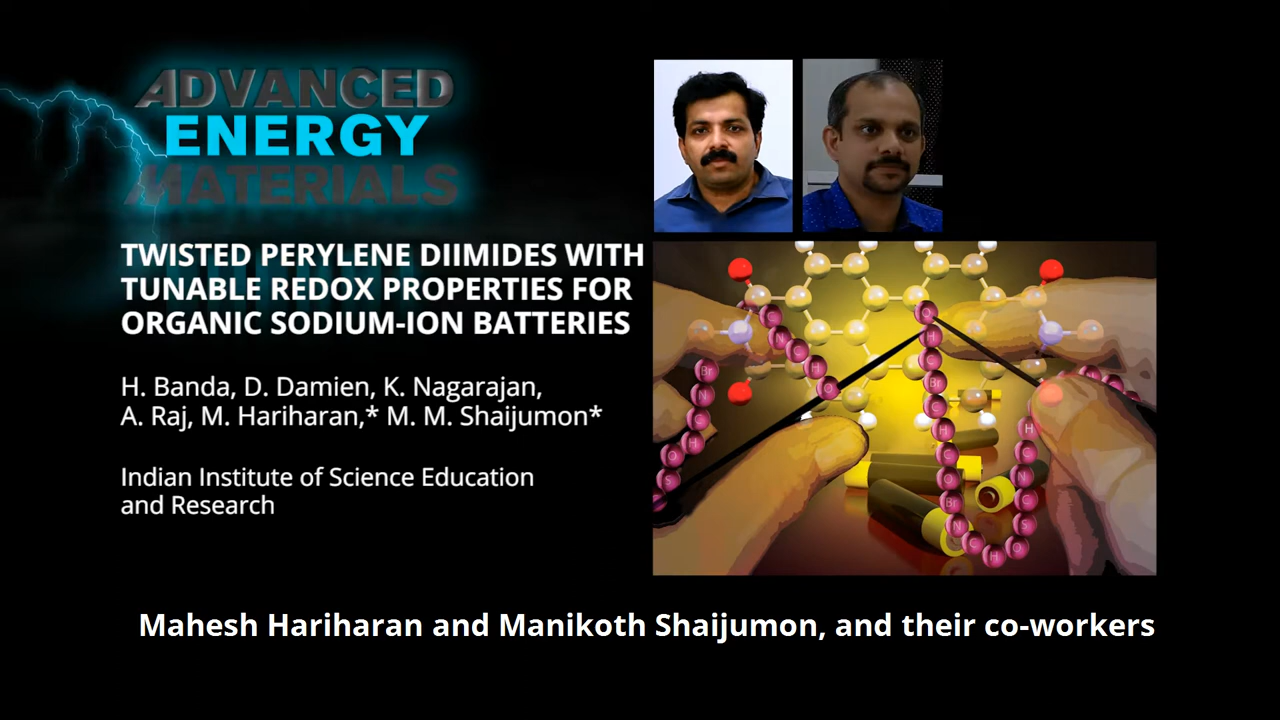 ADVANCED
ENERGY
MATERIALS
TWISTED PERYLENE DIIMIDES WITH
TUNABLE REDOX PROPERTIES FOR
ORGANIC SODIUM-ION BATTERIES
H. Banda, D. Damien, K. Nagarajan,
A. Raj, M. Hariharan,* M. M. Shaijumon*
Indian Institute of Science Education
and Research
Mahesh Hariharan and Manikoth Shaijumon, and their co-workers